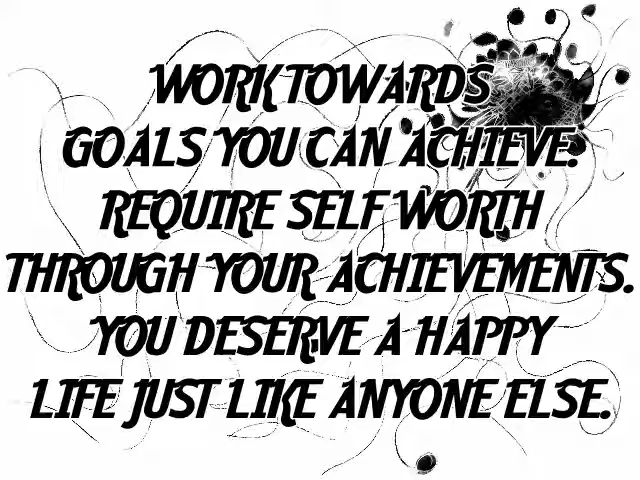 WORK TOWARDS
GOALS YOU CAN ACHIEVE.
REQUIRE SELF WORTH
THROUGH YOUR ACHIEVEMENTS.
YOU DESERVE A HAPPY
LIFE JUST LIKE ANYONE ELSE.